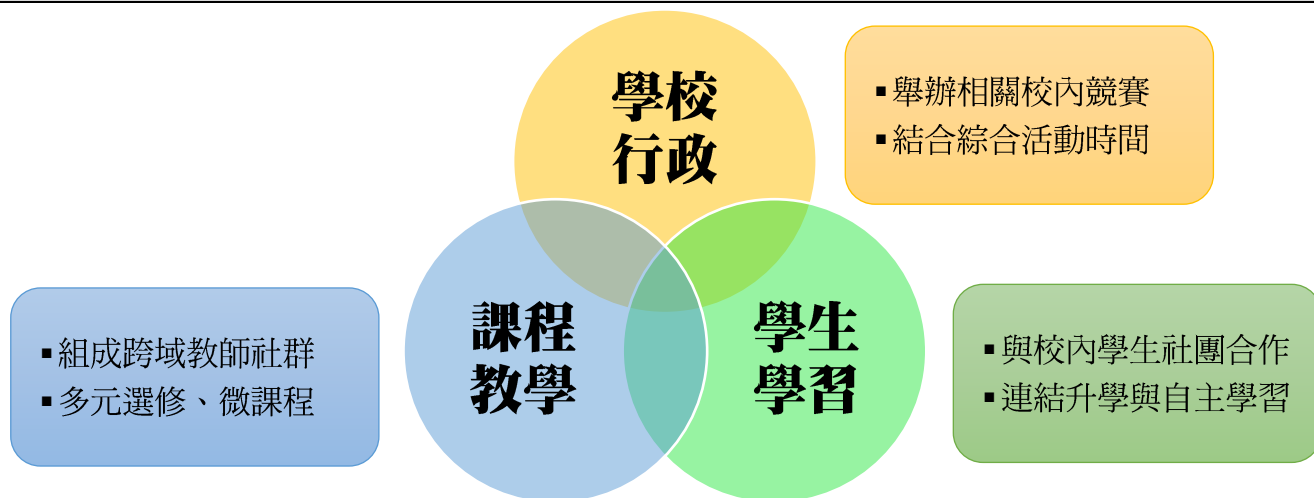 學校
行政
▪舉辦相關校內競賽
▪結合綜合活動時間
課程
教學
▪組成跨域教師社群
▪多元選修、微課程
學生
學習
▪與校內學生社團合作
▪連結升學與自主學習